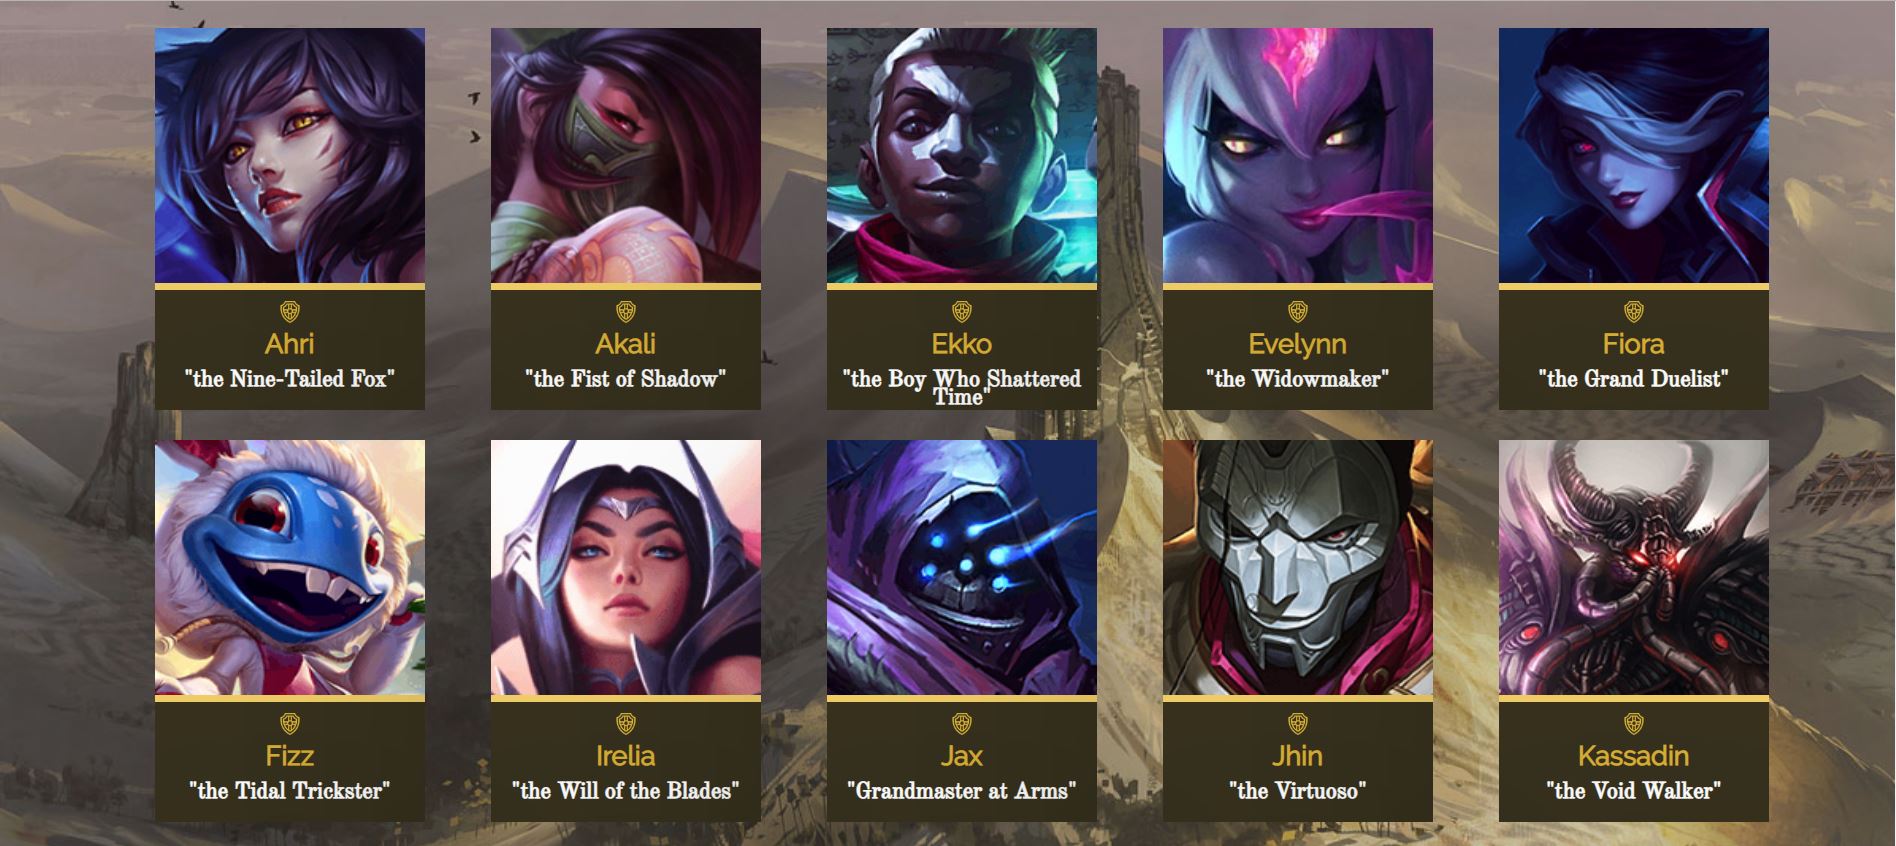 Ahri
"the Nine-Tailed Fox"
Akali
"the Fist of Shadow"
Ekko
"the Boy Who Shattered
Time"
Evelynn
"the Widowmaker"
Fiora
"the Grand Duelist"
Fizz
"the Tidal Trickster"
Irelia
"the Will of the Blades"
Jax
"Grandmaster at Arms"
Jhin
"the Virtuoso"
Kassadin
"the Void Walker"